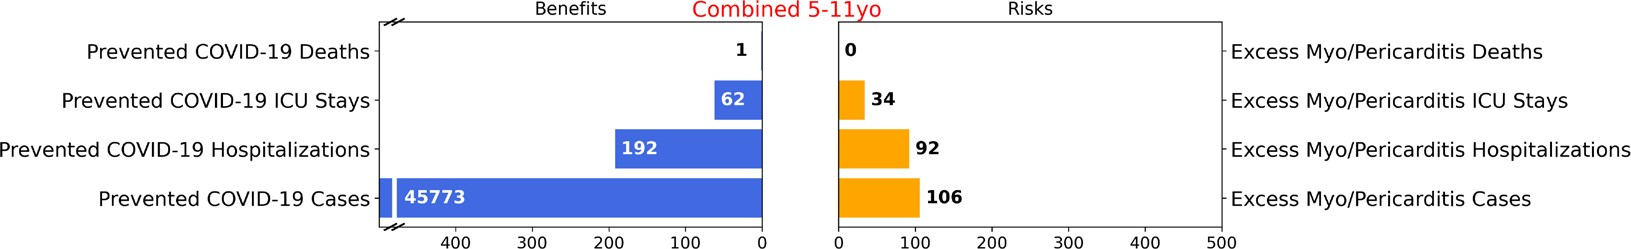 Benefits Combined 5-11yo Risks
Prevented COVID-19 Deaths 1 0 Excess Myo/Pericarditis Deaths
Prevented COVID-19 ICU Stays 62 34 Excess Myo/Pericarditis ICU Stays
Prevented COVID-19 Hospitalizations 192 92 Excess Myo/Pericarditis Hospitalizations
Prevented COVID-19 Cases 45773 106 Excess Myo/Pericarditis Cases
400 300 200 100 0 0 100 200 300 400 500